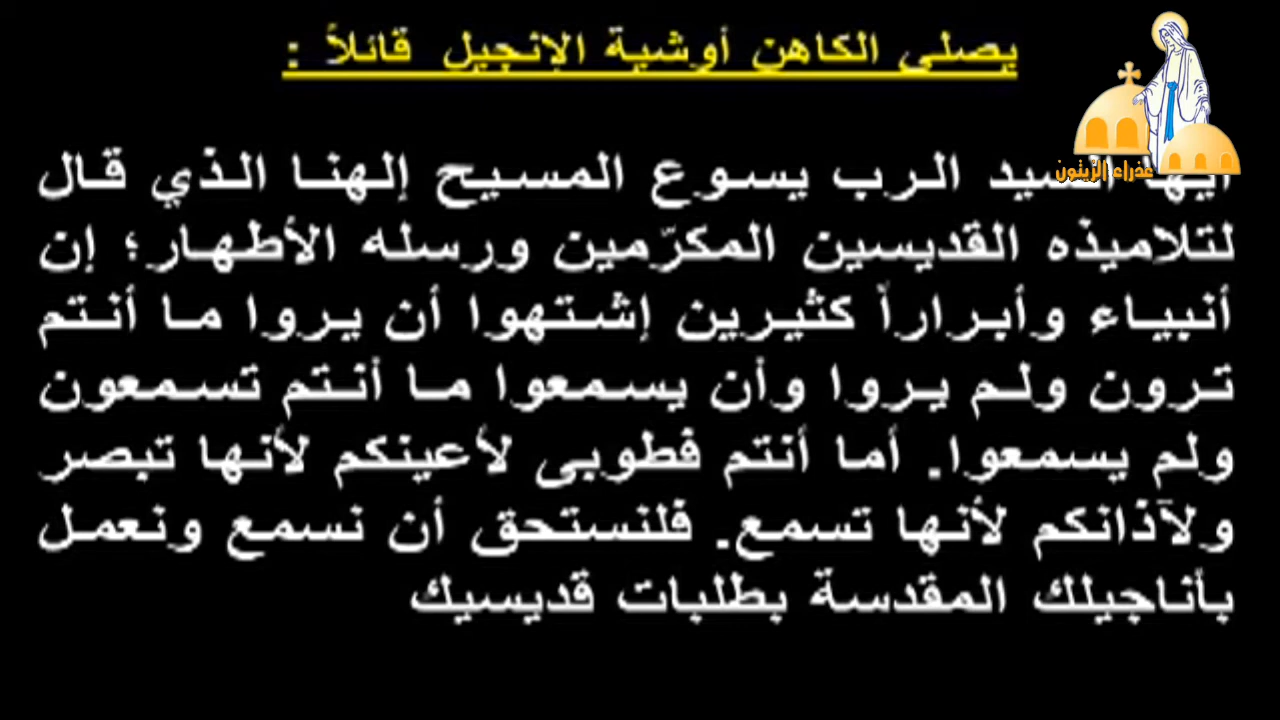 يصلى الكاهن أوشية الإنجيل قائلاً :
أيها السيد الرب يسوع المسيح إلهنا الذي قال
لتلاميذه القديسين المكرّمين ورسله الأطهار؛ إن
أنبياء وأبراراً كثيرين إشتهوا أن يروا ما أنتم
ترون ولم يروا وأن يسمعوا ما أنتم تسمعون
ولم يسمعوا. أما أنتم فطوبى لأعينكم لأنها تبصر
ولآذانكم لأنها تسمع. فلنستحق أن نسمع ونعمل
بأناجيلك المقدسة بطلبات قديسيك
عذراء الزيتون